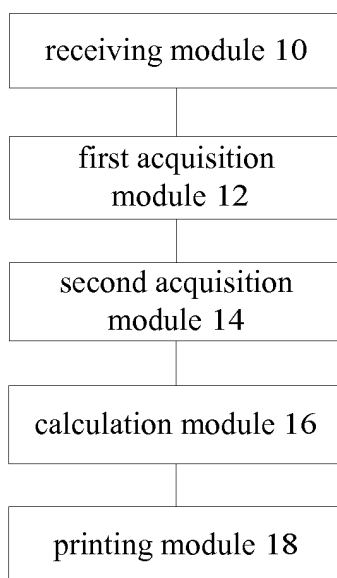 receiving module 10
first acquisition
module 12
second acquisition
module 14
calculation module 16
printing module 18